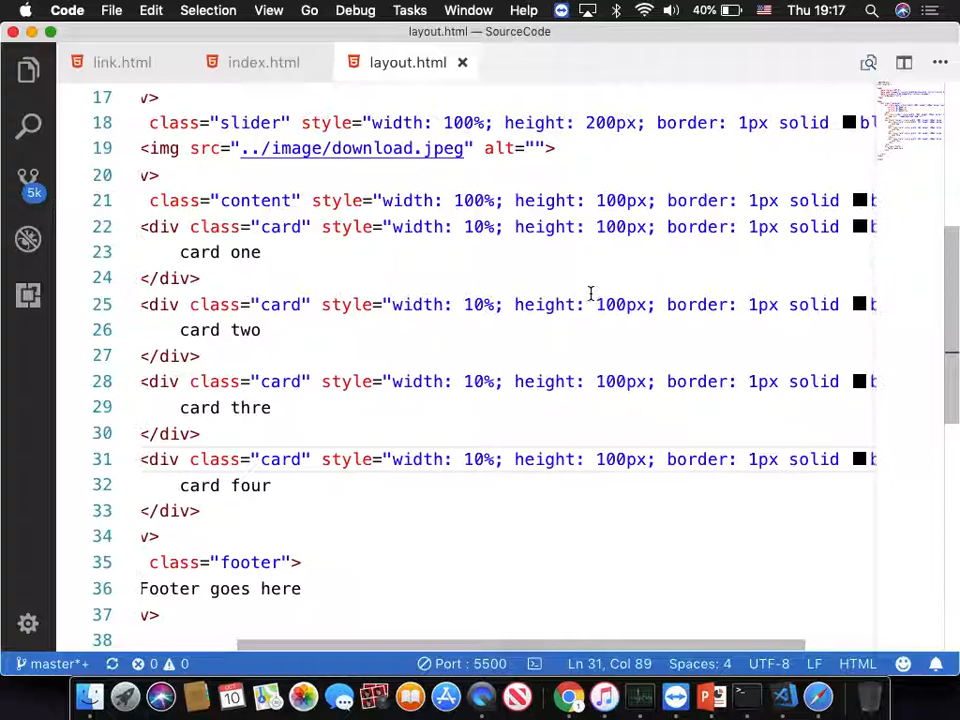 Code File Edit Selection View Go Debug Tasks Window Help 40% Thu 19:17
layout.html — SourceCode
link.html index.html layout.html
17 v>
18 class="slider" style="width: 100%; height: 200px; border: 1px solid bl
19 <img src="../image/download.jpeg" alt="">
20 v>
21 class="content" style="width: 100%; height: 100px; border: 1px solid b
22 <div class="card" style="width: 10%; height: 100px; border: 1px solid b
23 card one
24 </div>
25 <div class="card" style="width: 10%; height: 100px; border: 1px solid b
26 card two
27 </div>
28 <div class="card" style="width: 10%; height: 100px; border: 1px solid b
29 card thre
30 </div>
31 <div class="card" style="width: 10%; height: 100px; border: 1px solid b
32 card four
33 </div>
34 v>
35 class="footer">
36 Footer goes here
37 v>
38
5k
master*+ 0 0 Port : 5500 Ln 31, Col 89 Spaces: 4 UTF-8 LF HTML